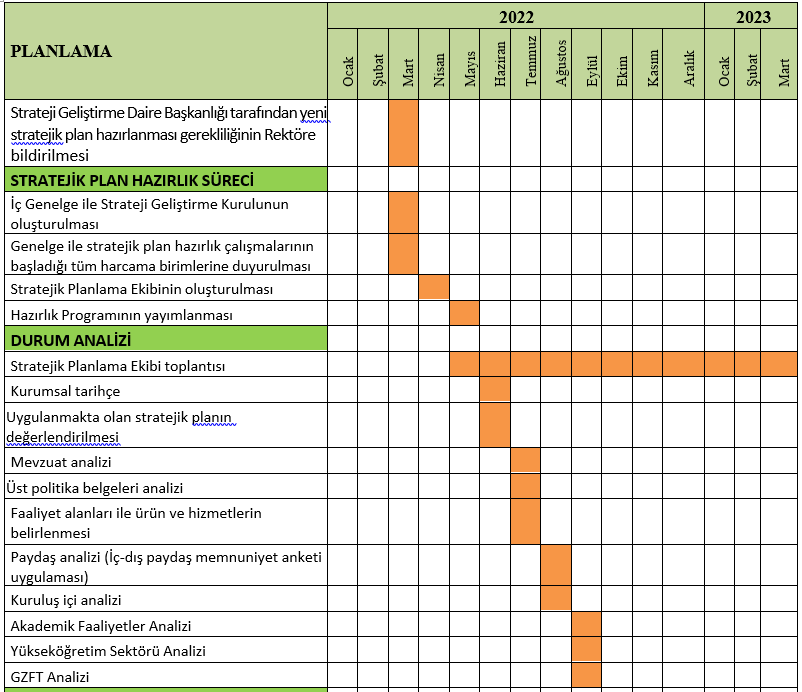 PLANLAMA
2022
2023
Ocak
Şubat
Mart
Nisan
Mayıs
Haziran
Temmuz
Ağustos
Eylül
Ekim
Kasım
Aralık
Ocak
Şubat
Mart
Strateji Geliştirme Daire Başkanlığı tarafından yeni
stratejik plan hazırlanması gerekliliğinin Rektöre
bildirilmesi
STRATEJİK PLAN HAZIRLIK SÜRECİ
İç Genelge ile Strateji Geliştirme Kurulunun
oluşturulması
Genelge ile stratejik plan hazırlık çalışmalarının
başladığı tüm harcama birimlerine duyurulması
Stratejik Planlama Ekibinin oluşturulması
Hazırlık Programının yayımlanması
DURUM ANALİZİ
Stratejik Planlama Ekibi toplantısı
Kurumsal tarihçe
Uygulanmakta olan stratejik planın
değerlendirilmesi
Mevzuat analizi
Üst politika belgeleri analizi
Faaliyet alanları ile ürün ve hizmetlerin
belirlenmesi
Paydaş analizi (İç-dış paydaş memnuniyet anketi
uygulaması)
Kuruluş içi analizi
Akademik Faaliyetler Analizi
Yükseköğretim Sektörü Analizi
GZFT Analizi